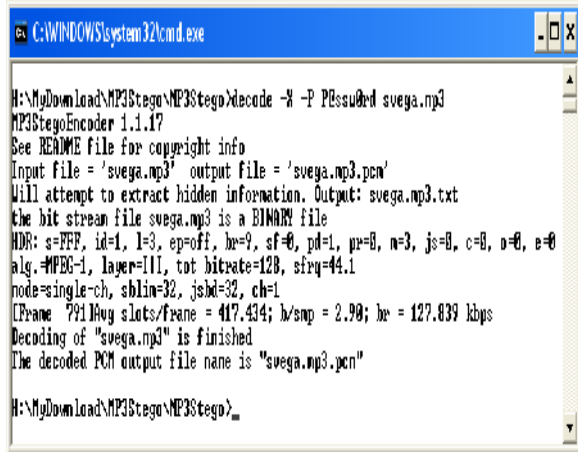 C:\WINDOWS\system32\cmd.exe
H:\MyDownload\MP3Stego\MP3Stego>decode -X -P P@ssw0rd svega.mp3
MP3StegoEncoder 1.1.17
See README file for copyright info
Input file = 'svega.mp3' output file = 'svega.mp3.pcm'
Will attempt to extract hidden information. Output: svega.mp3.txt
the bit stream file svega.mp3 is a BINARY file
HDR: s=FFF, id=1, l=3, ep=off, br=9, sf=0, pd=1, pr=0, m=3, js=0, c=0, o=0, e=0
alg.=MPEG-1, layer=III, tot bitrate=128, sfrq=44.1
mode=single-ch, sblim=32, jsbd=32, ch=1
[Frame 791]Avg slots/frame = 417.434; b/smp = 2.90; br = 127.839 kbps
Decoding of "svega.mp3" is finished
The decoded PCM output file name is "svega.mp3.pcm"
H:\MyDownload\MP3Stego\MP3Stego>_